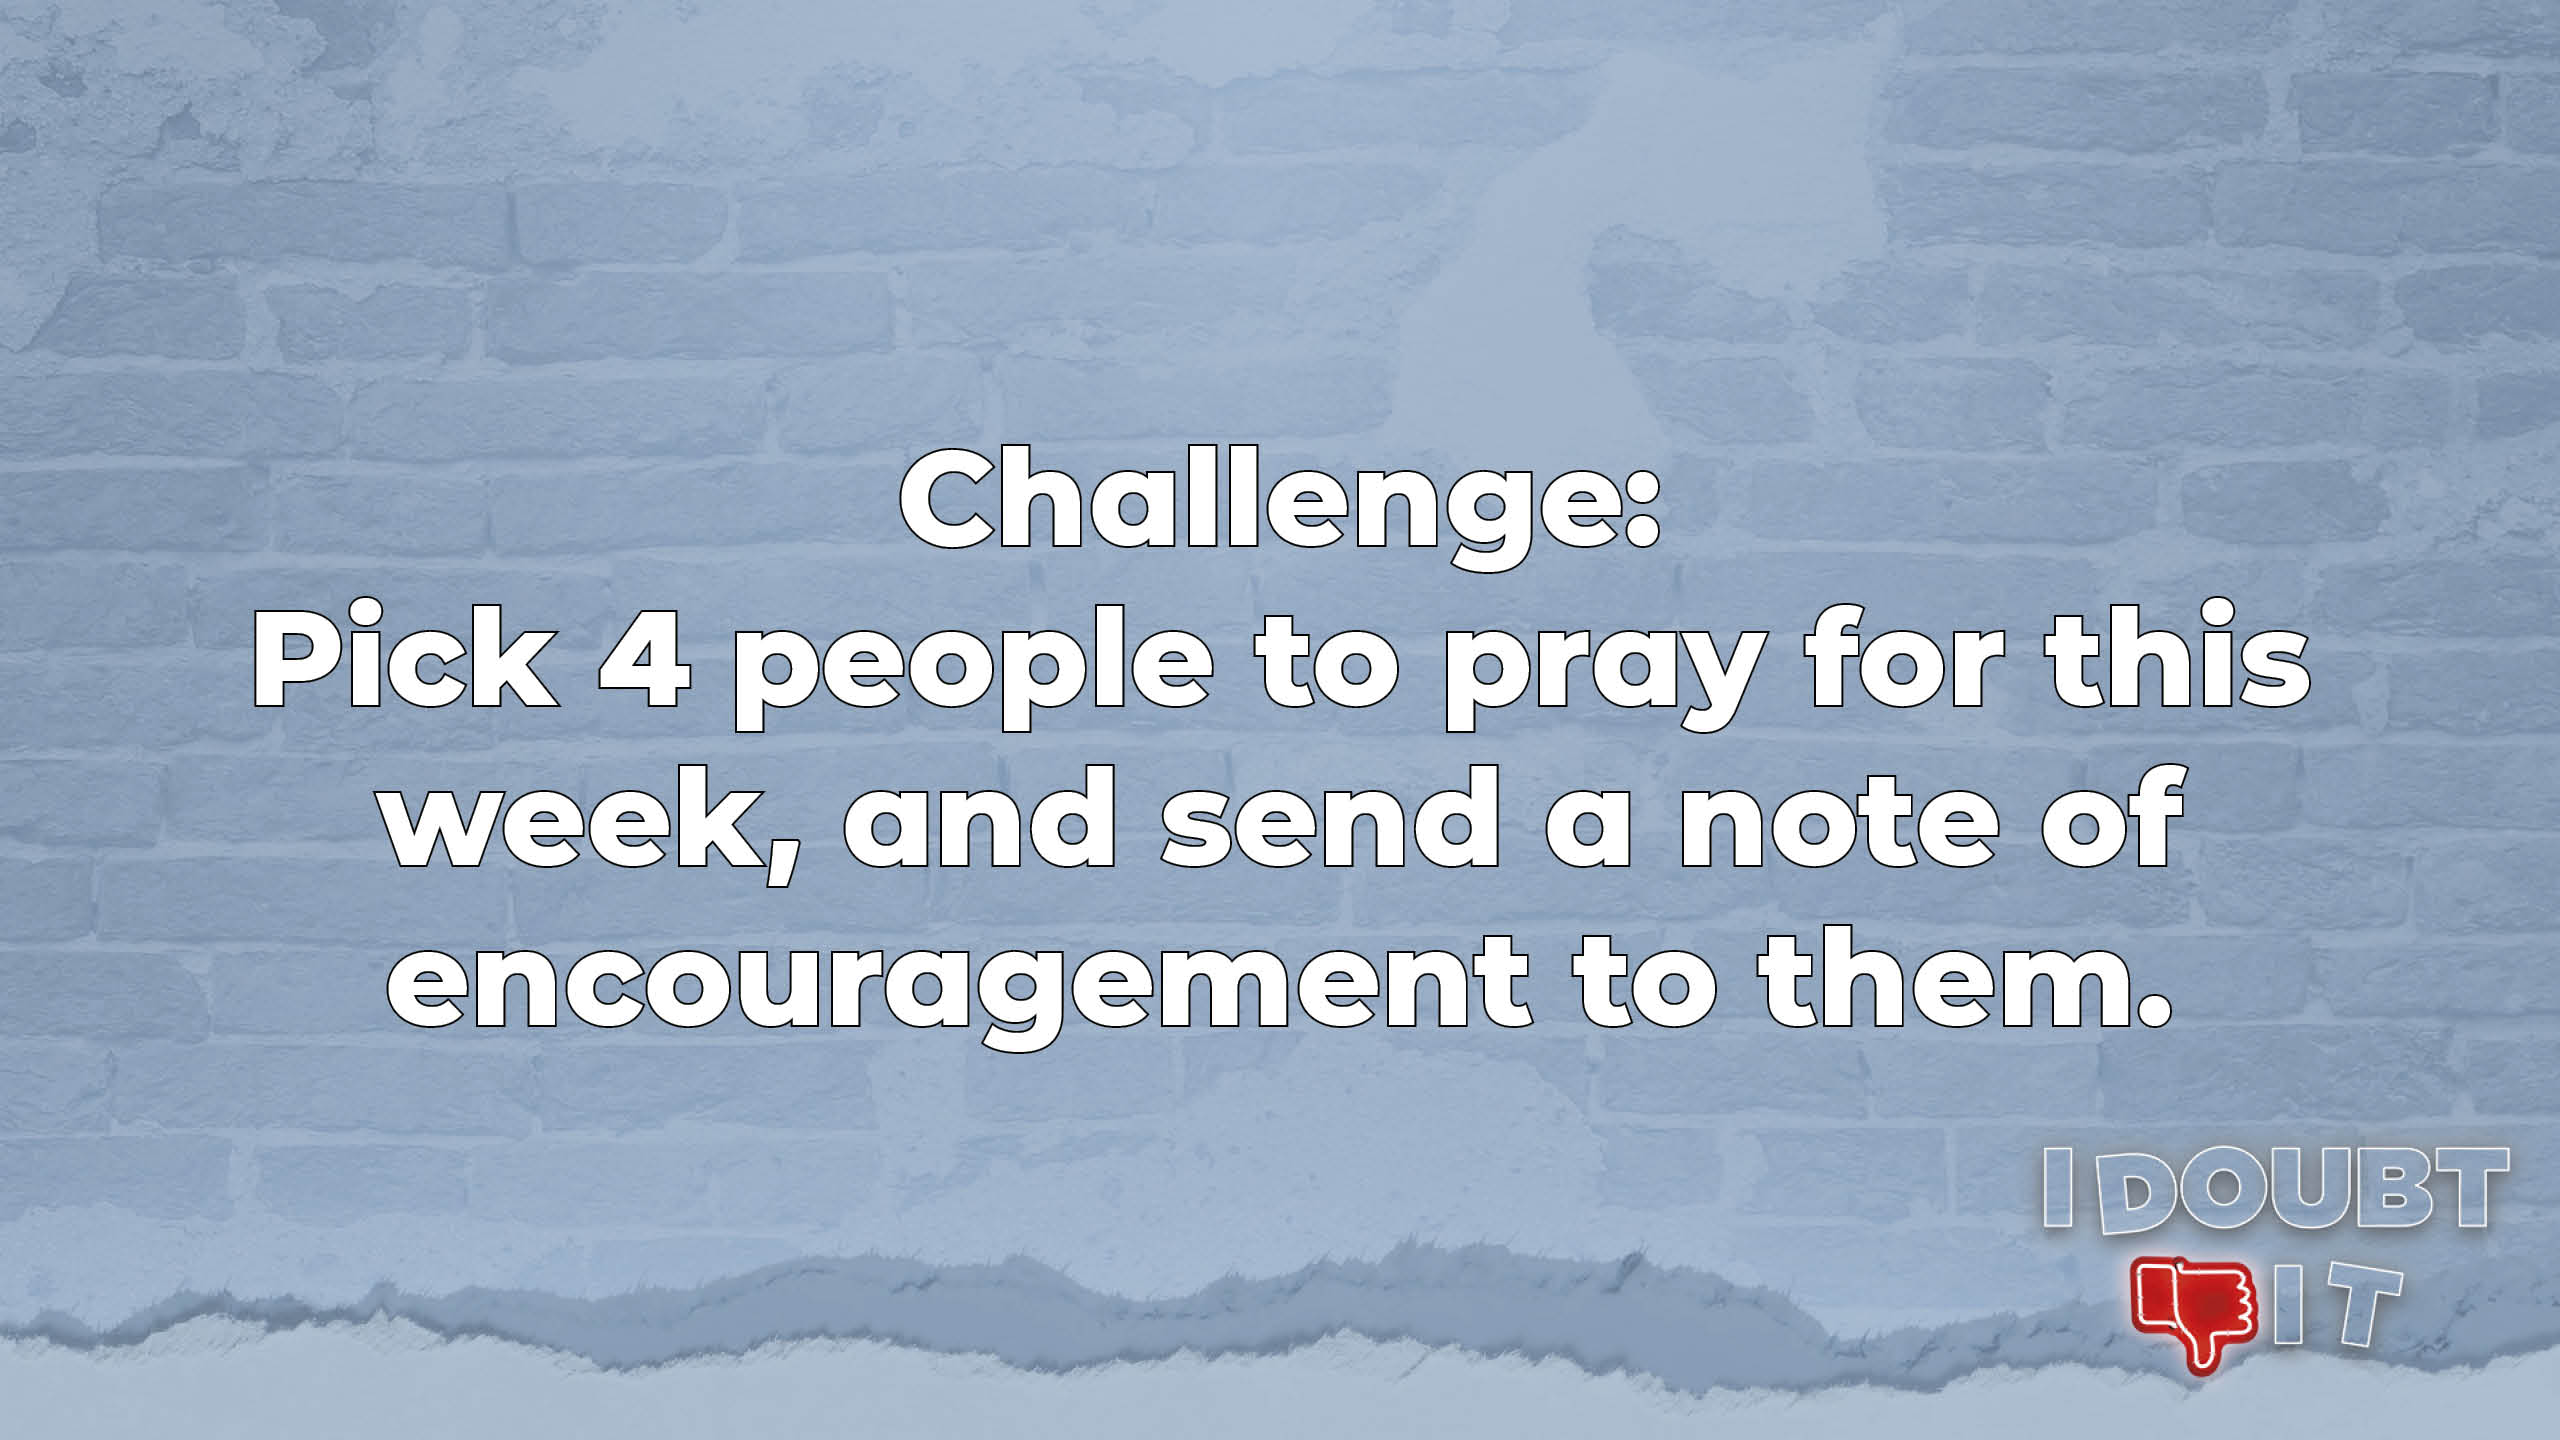 Challenge:
Pick 4 people to pray for this
week, and send a note of
encouragement to them.
I DOUBT
IT